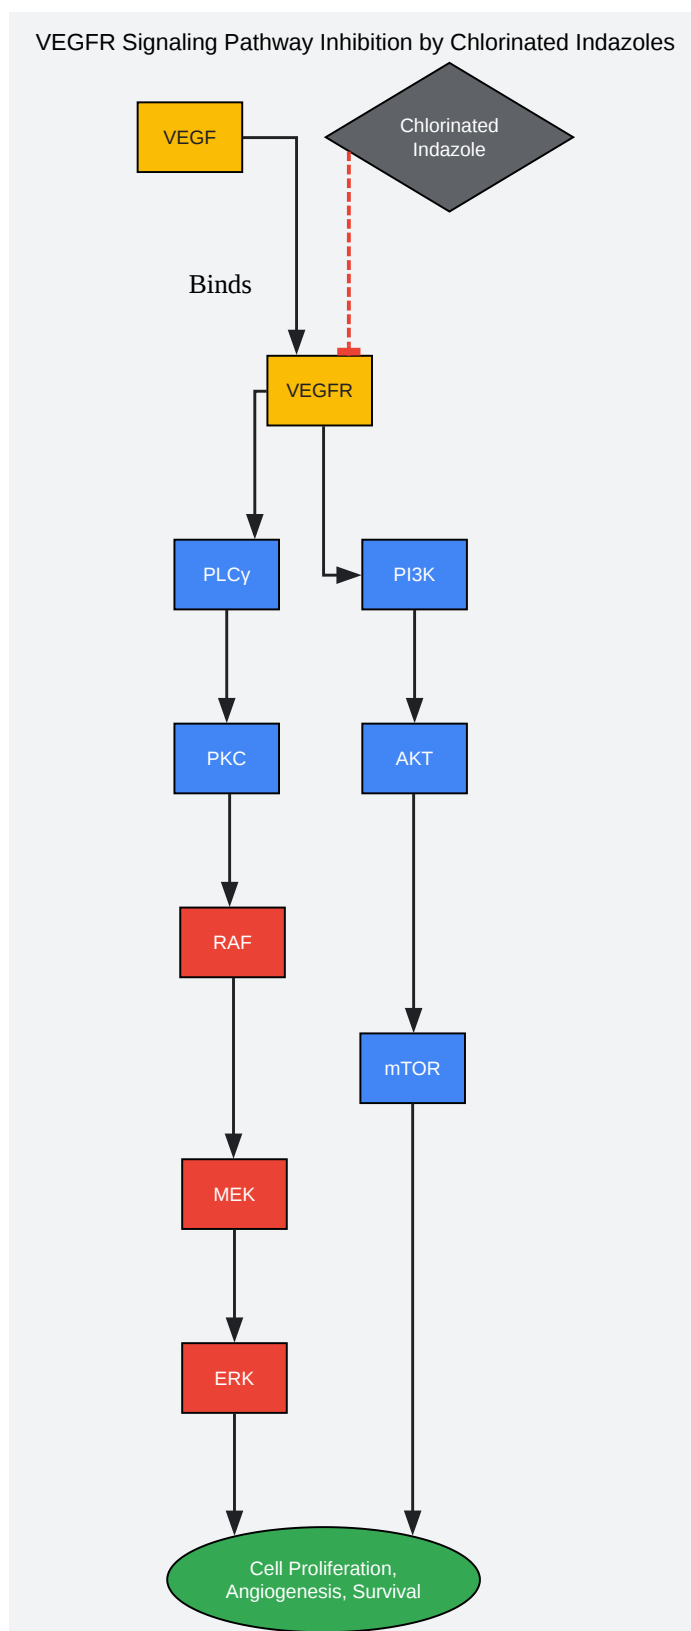 VEGFR Signaling Pathway Inhibition by Chlorinated Indazoles
VEGF
Chlorinated
Indazole
Binds
VEGFR
PLCγ
PI3K
PKC
AKT
RAF
mTOR
MEK
ERK
Cell Proliferation,
Angiogenesis, Survival